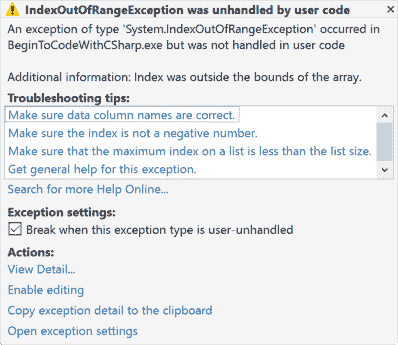 IndexOutOfRangeException was unhandled by user code
An exception of type 'System.IndexOutOfRangeException' occurred in
BeginToCodeWithCSharp.exe but was not handled in user code
Additional information: Index was outside the bounds of the array.
Troubleshooting tips:
Make sure data column names are correct.
Make sure the index is not a negative number.
Make sure that the maximum index on a list is less than the list size.
Get general help for this exception.
Search for more Help Online...
Exception settings:
Break when this exception type is user-unhandled
Actions:
View Detail...
Enable editing
Copy exception detail to the clipboard
Open exception settings